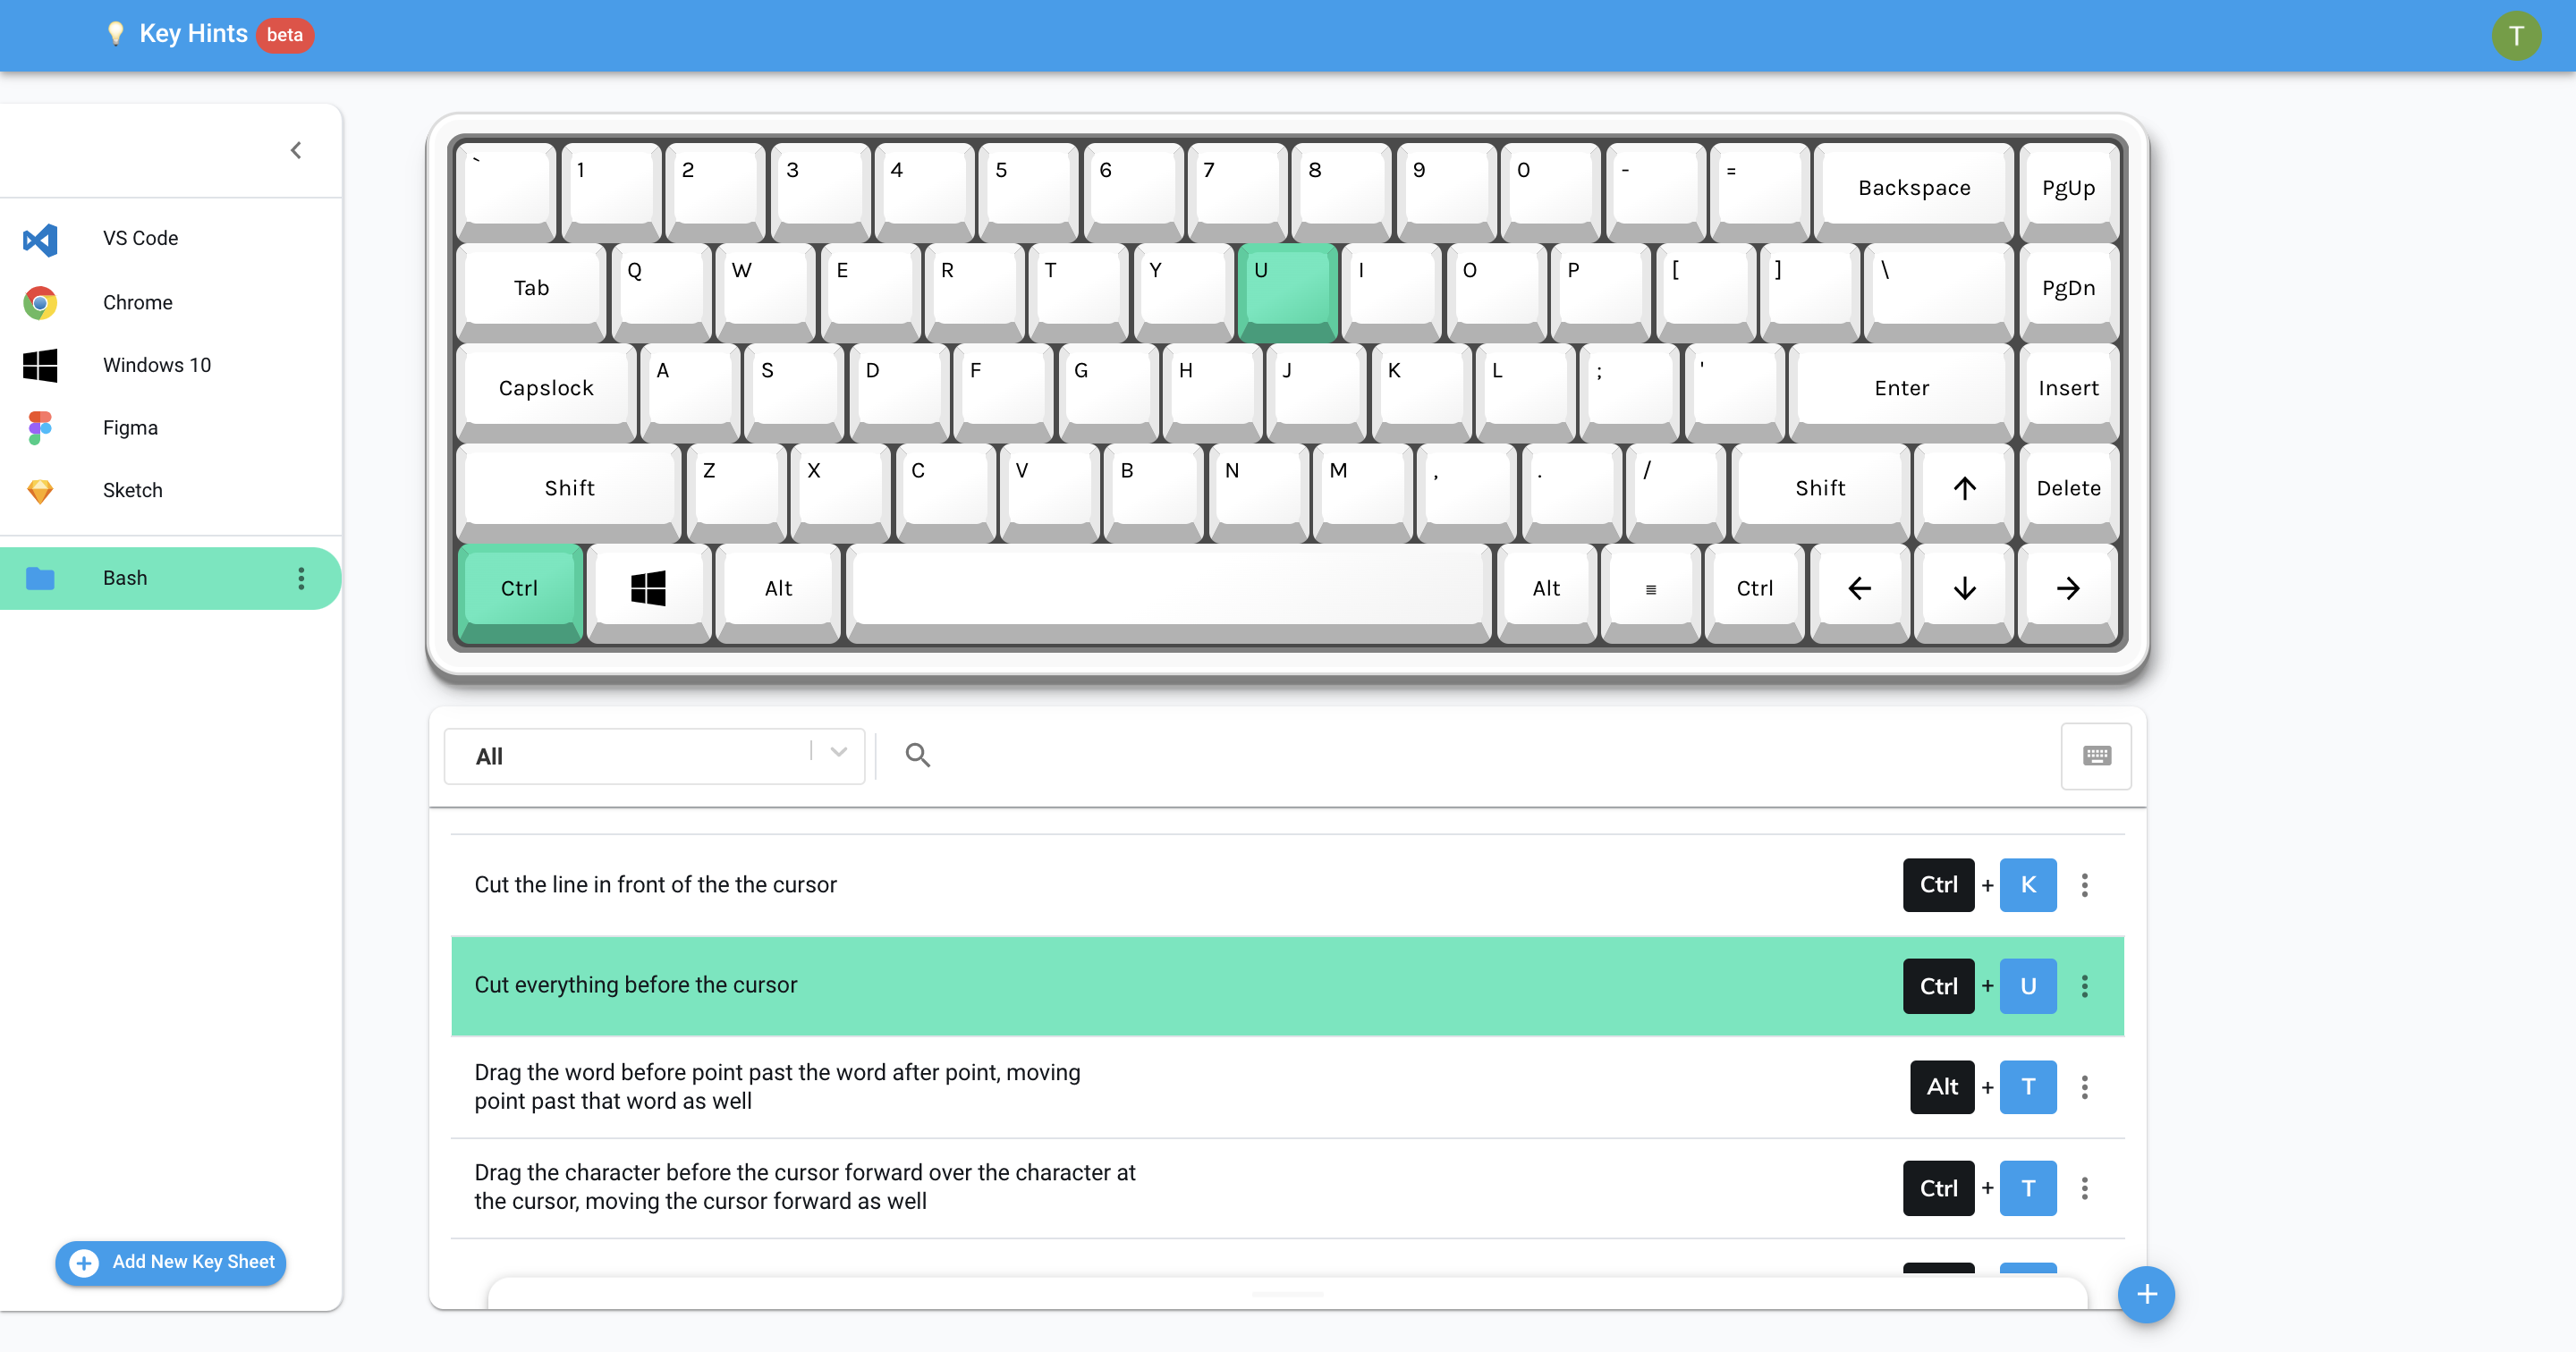 Key Hints beta
T
VS Code
Chrome
Windows 10
Figma
Sketch
Bash
Add New Key Sheet
` 1 2 3 4 5 6 7 8 9 0 - = Backspace PgUp
Tab Q W E R T Y U I O P [ ] \ PgDn
Capslock A S D F G H J K L ; ' Enter Insert
Shift Z X C V B N M , . / Shift ↑ Delete
Ctrl Alt Alt ≡ Ctrl ← ↓ →
All
Cut the line in front of the the cursor Ctrl + K
Cut everything before the cursor Ctrl + U
Drag the word before point past the word after point, moving
point past that word as well
Alt + T
Drag the character before the cursor forward over the character at
the cursor, moving the cursor forward as well
Ctrl + T